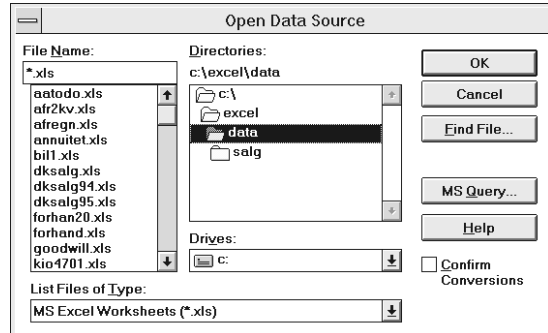 Open Data Source
File Name:
*.xls
aatodo.xls
afr2kv.xls
afregn.xls
annuitet.xls
bil1.xls
dksalg.xls
dksalg94.xls
dksalg95.xls
forhan20.xls
forhand.xls
goodwill.xls
kio4701.xls
List Files of Type:
MS Excel Worksheets (*.xls)
Directories:
c:\excel\data
c:\
excel
data
salg
Drives:
c:
OK
Cancel
Find File...
MS Query...
Help
Confirm
Conversions